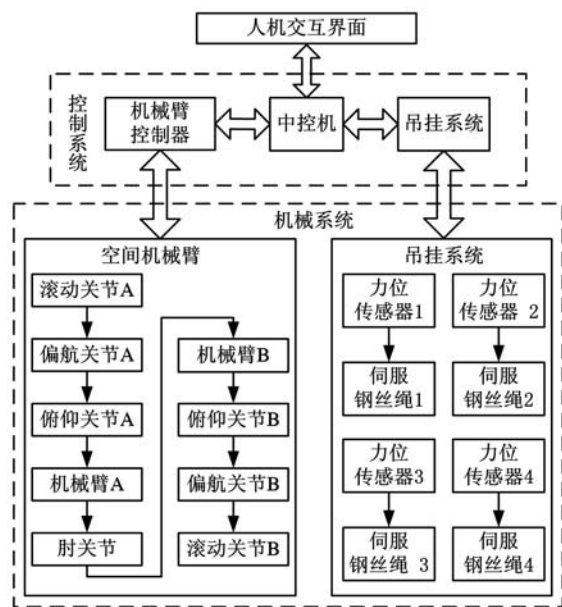 人机交互界面
控制系统
机械臂
控制器
中控机
吊挂系统
机械系统
空间机械臂
滚动关节A
偏航关节A
俯仰关节A
机械臂A
肘关节
机械臂B
俯仰关节B
偏航关节B
滚动关节B
吊挂系统
力位
传感器1
力位
传感器 2
伺服
钢丝绳1
伺服
钢丝绳2
力位
传感器3
力位
传感器4
伺服
钢丝绳 3
伺服
钢丝绳4